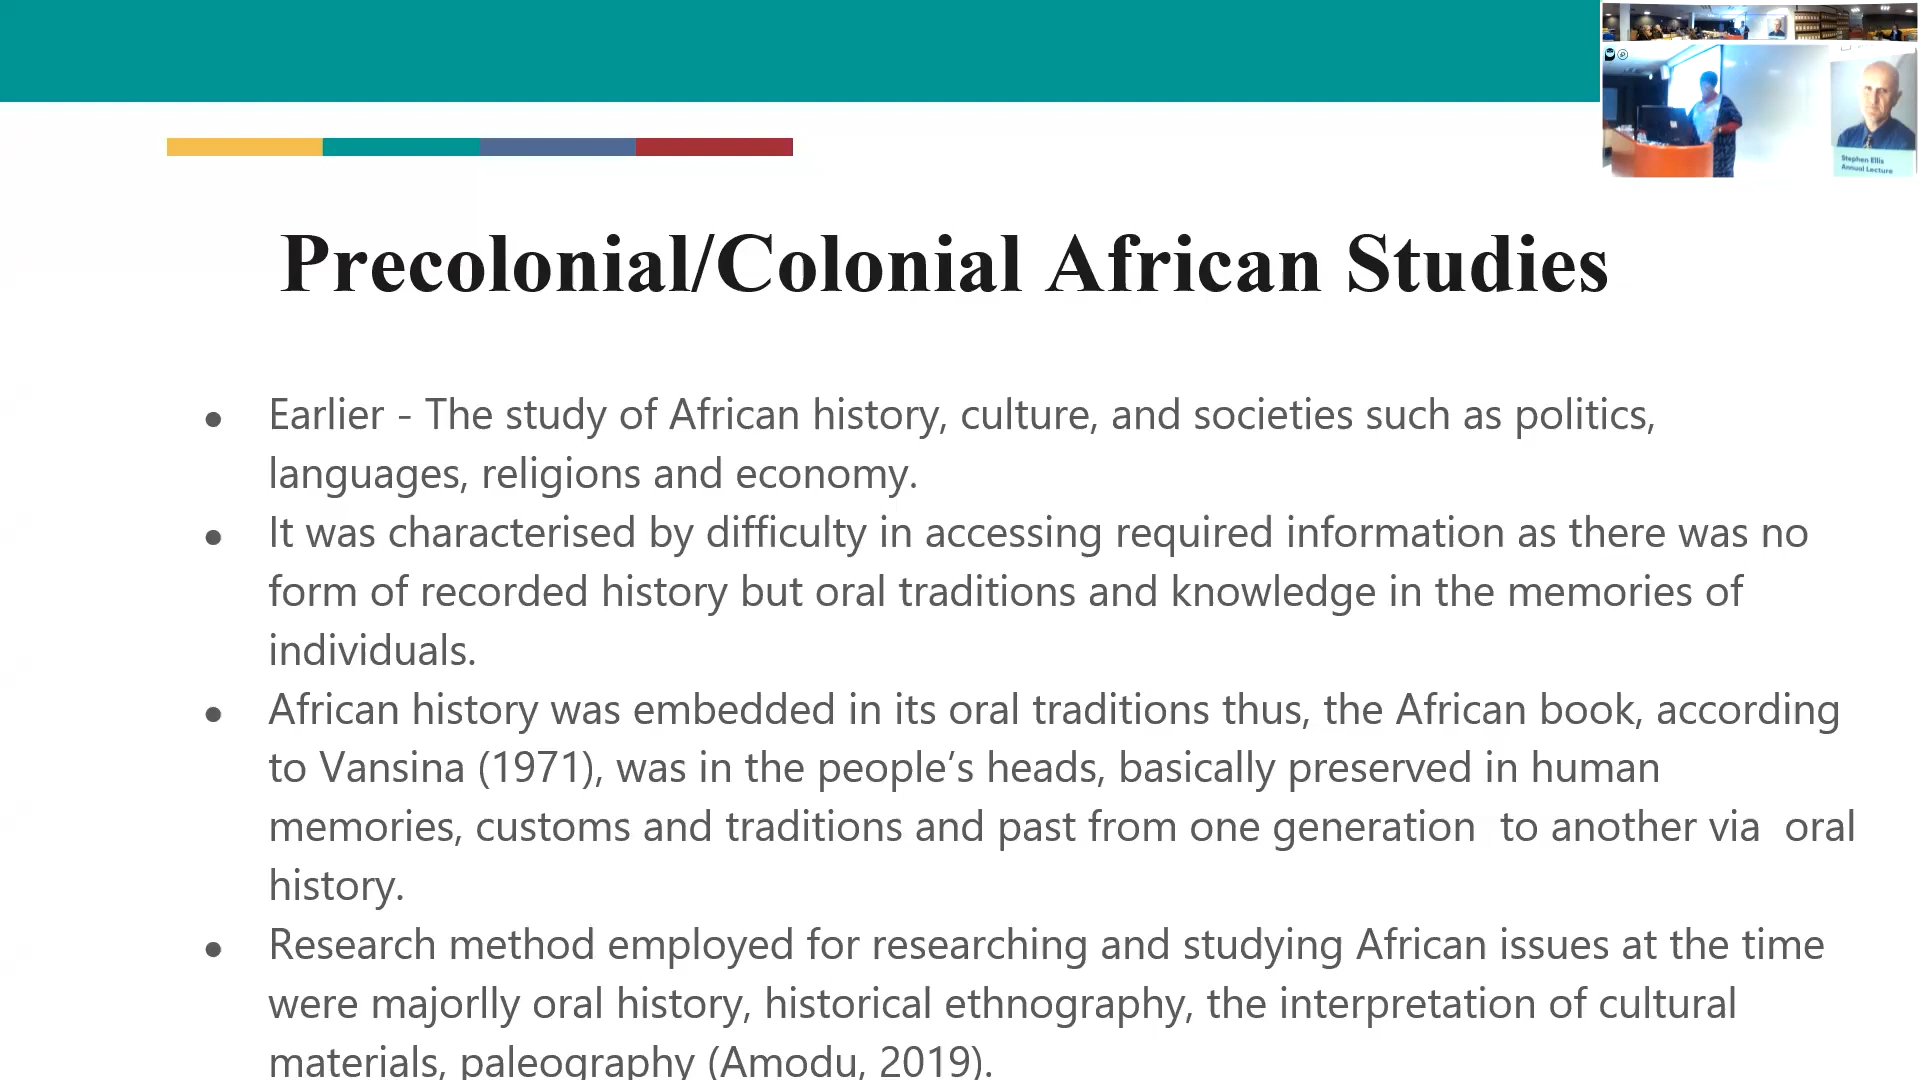 Stephen Ellis
Annual Lecture
Precolonial/Colonial African Studies
● Earlier - The study of African history, culture, and societies such as politics,
languages, religions and economy.
● It was characterised by difficulty in accessing required information as there was no
form of recorded history but oral traditions and knowledge in the memories of
individuals.
● African history was embedded in its oral traditions thus, the African book, according
to Vansina (1971), was in the people’s heads, basically preserved in human
memories, customs and traditions and past from one generation  to another via  oral
history.
● Research method employed for researching and studying African issues at the time
were majorlly oral history, historical ethnography, the interpretation of cultural
materials, paleography (Amodu, 2019).